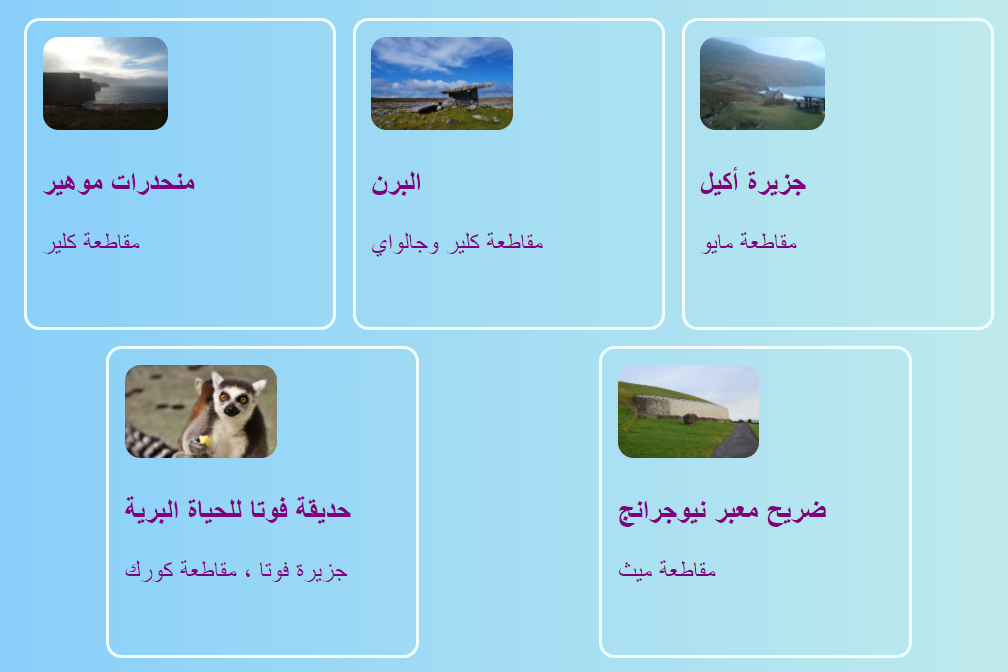 منحدرات موهير
مقاطعة كلير
البرن
مقاطعة كلير وجالواي
جزيرة أكيل
مقاطعة مايو
حديقة فوتا للحياة البرية
جزيرة فوتا ، مقاطعة كورك
ضريح معبر نيوجرانج
مقاطعة ميث